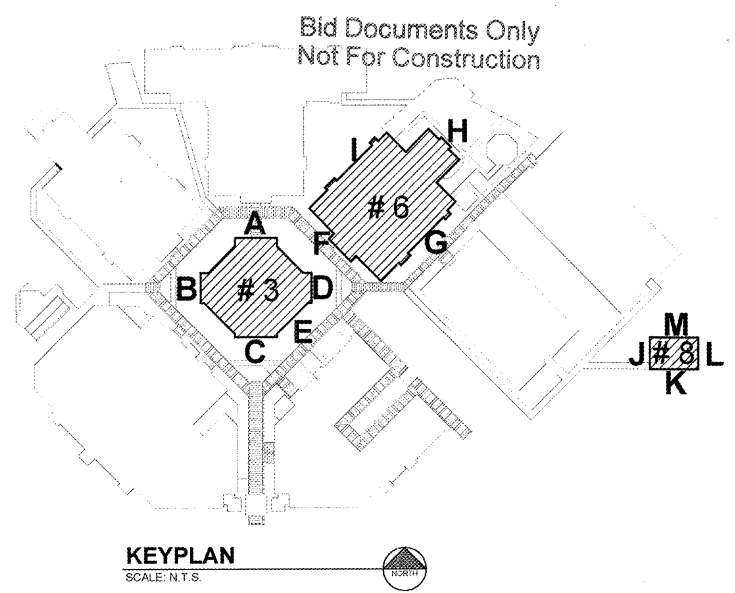 Bid Documents Only
Not For Construction
H
I
# 6
A
F
G
B
# 3
D
E
C
M
J
# 8
L
K
KEYPLAN
SCALE: N.T.S.
NORTH